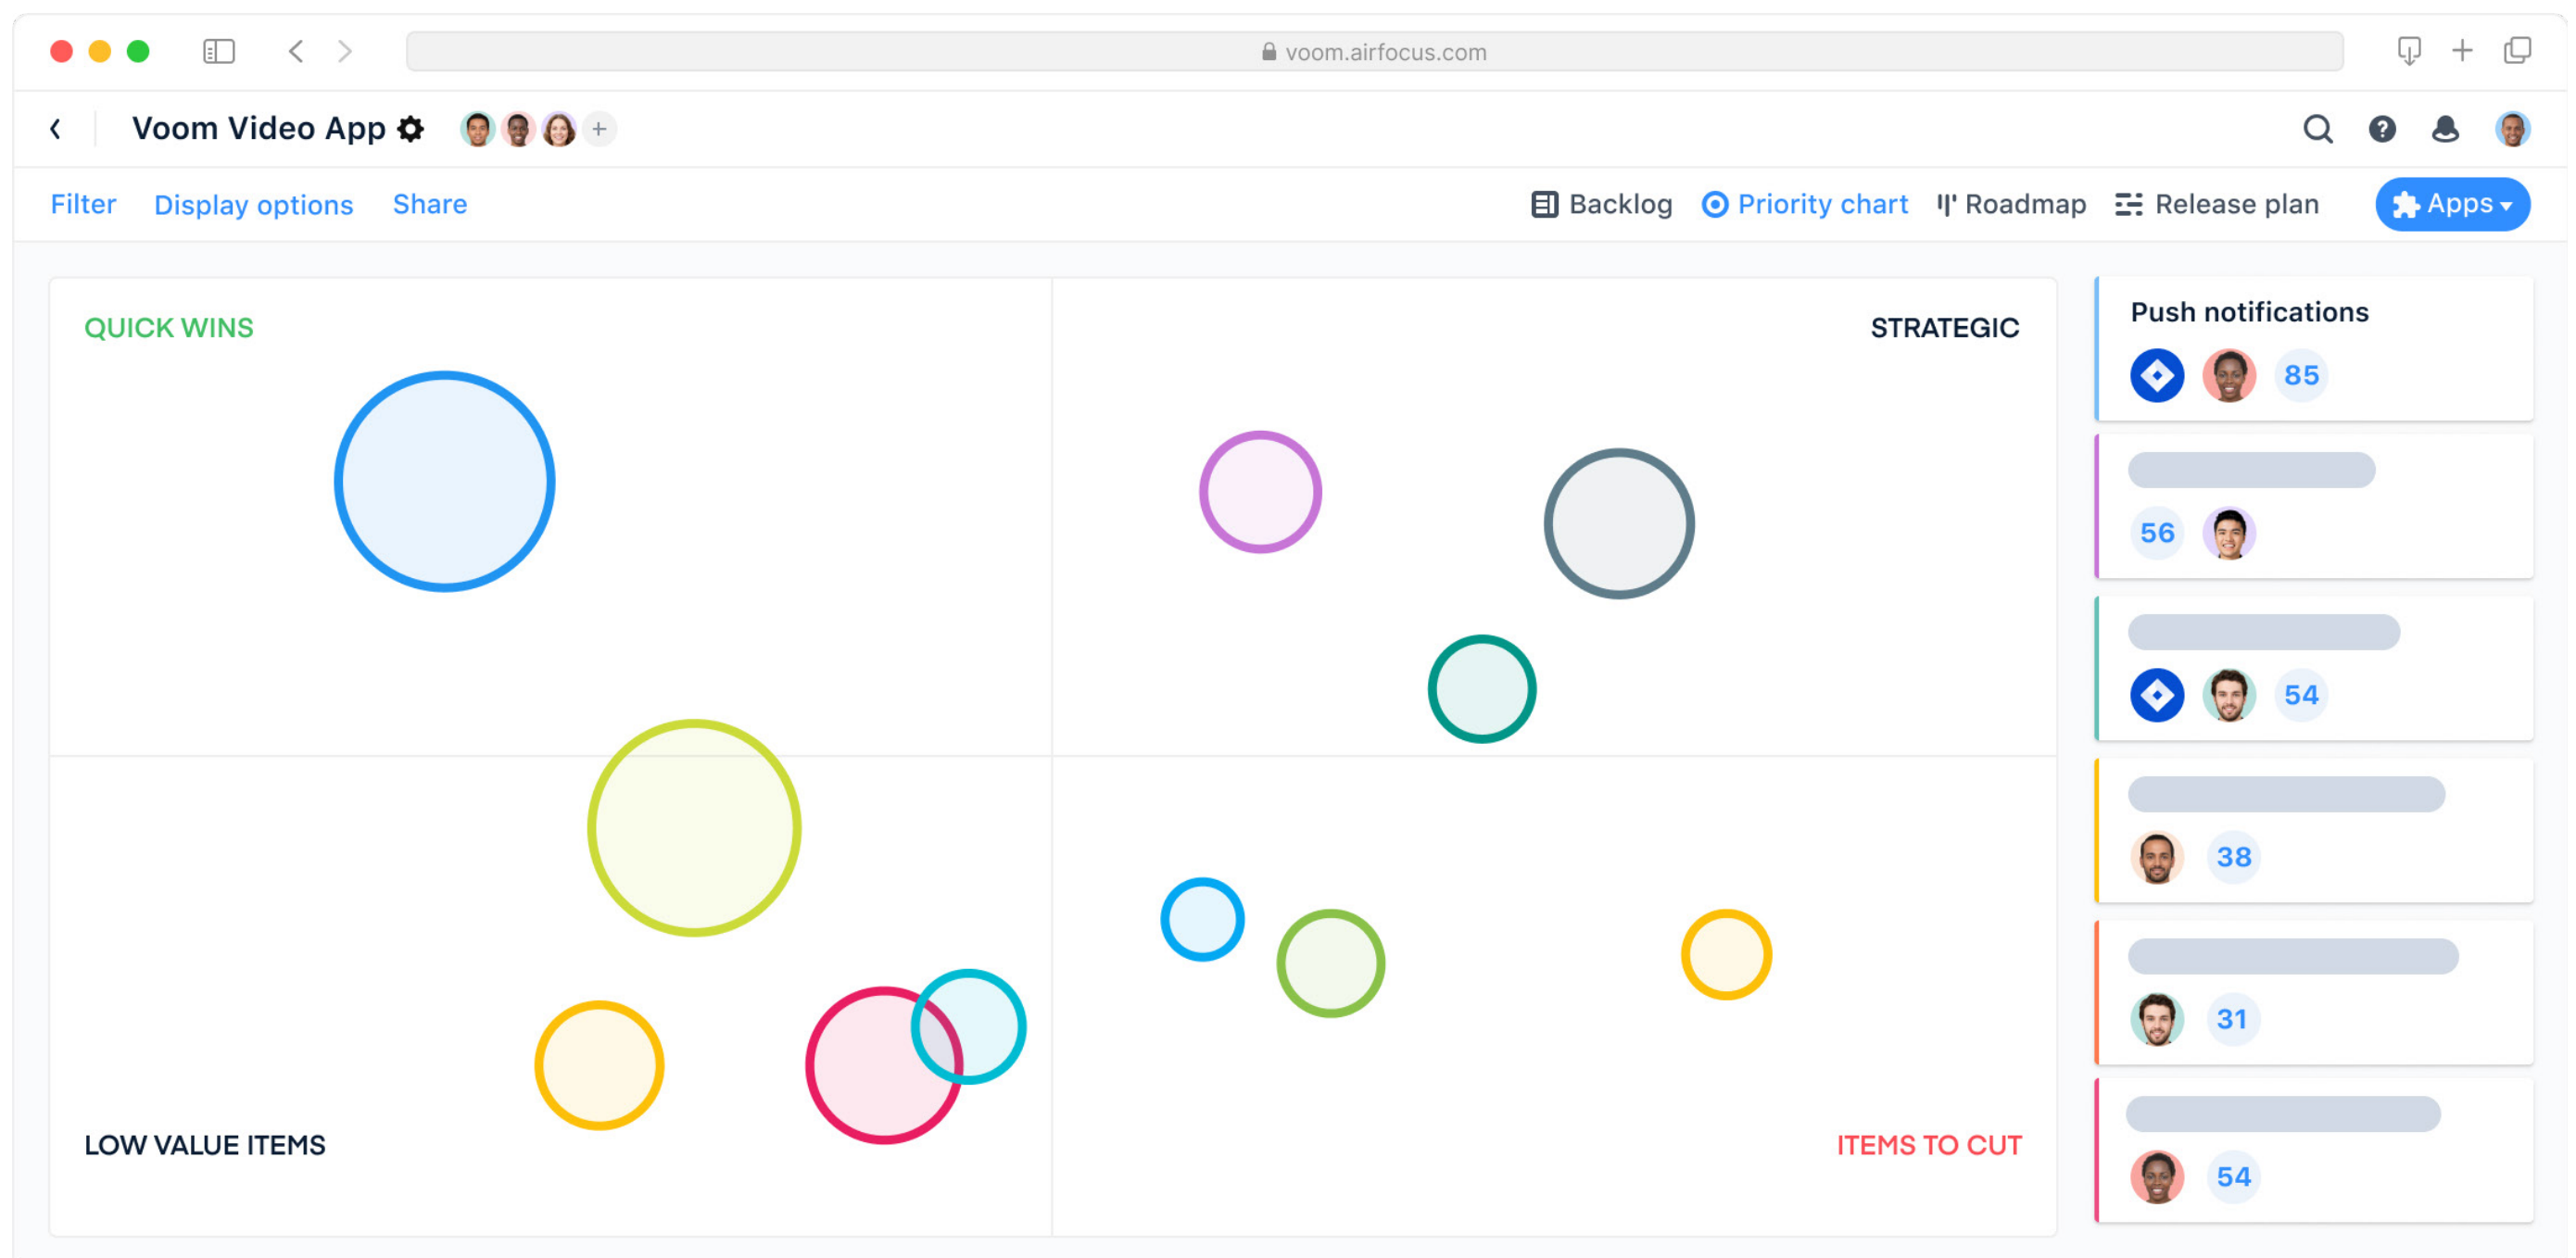 voom.airfocus.com
Voom Video App
Filter Display options Share Backlog Priority chart Roadmap Release plan Apps
QUICK WINS
STRATEGIC
LOW VALUE ITEMS
ITEMS TO CUT
Push notifications
85
56
54
38
31
54